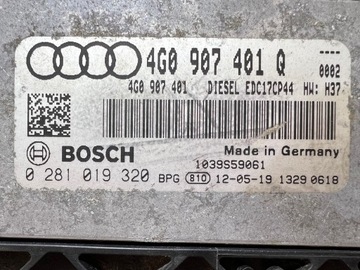 4G0 907 401 Q ----
0002
4G0 907 401 DIESEL EDC17CP44 HW: H37
BOSCH Made in Germany
1039S59061
0 281 019 320 BPG 810 12-05-19 1329 0618